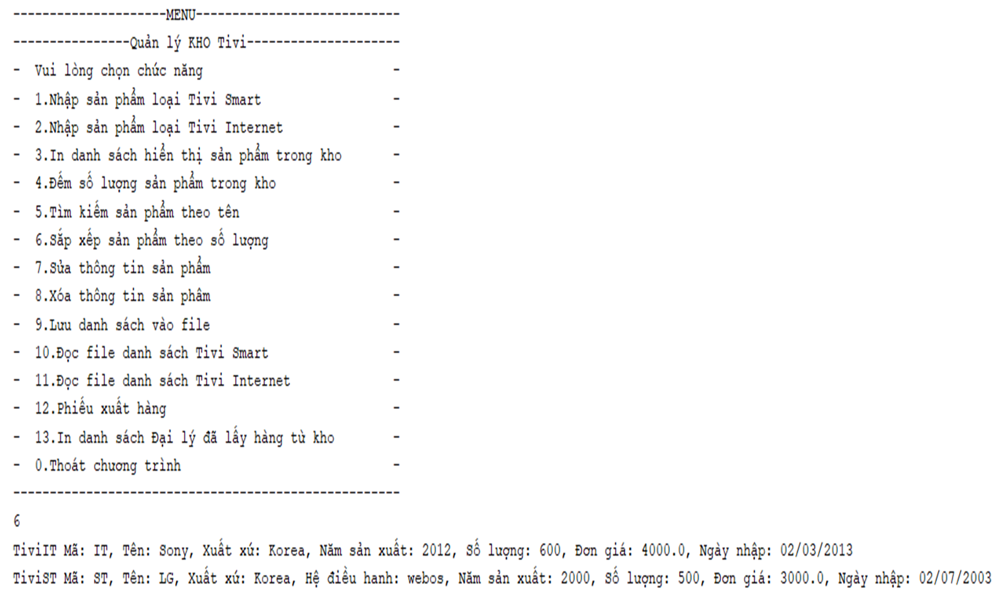 ---------------------MENU----------------------------
----------------Quản lý KHO Tivi---------------------
-  Vui lòng chọn chức năng                          -
-  1.Nhập sản phẩm loại Tivi Smart                  -
-  2.Nhập sản phẩm loại Tivi Internet               -
-  3.In danh sách hiển thị sản phẩm trong kho       -
-  4.Đếm số lượng sản phẩm trong kho                -
-  5.Tìm kiếm sản phẩm theo tên                     -
-  6.Sắp xếp sản phẩm theo số lượng                 -
-  7.Sửa thông tin sản phẩm                         -
-  8.Xóa thông tin sản phâm                         -
-  9.Lưu danh sách vào file                         -
-  10.Đọc file danh sách Tivi Smart                 -
-  11.Đọc file danh sách Tivi Internet              -
-  12.Phiếu xuất hàng                               -
-  13.In danh sách Đại lý đã lấy hàng từ kho        -
-  0.Thoát chương trình                             -
-----------------------------------------------------
6
TiviIT Mã: IT, Tên: Sony, Xuất xứ: Korea, Năm sản xuất: 2012, Số lượng: 600, Đơn giá: 4000.0, Ngày nhập: 02/03/2013
TiviST Mã: ST, Tên: LG, Xuất xứ: Korea, Hệ điều hanh: webos, Năm sản xuất: 2000, Số lượng: 500, Đơn giá: 3000.0, Ngày nhập: 02/07/2003